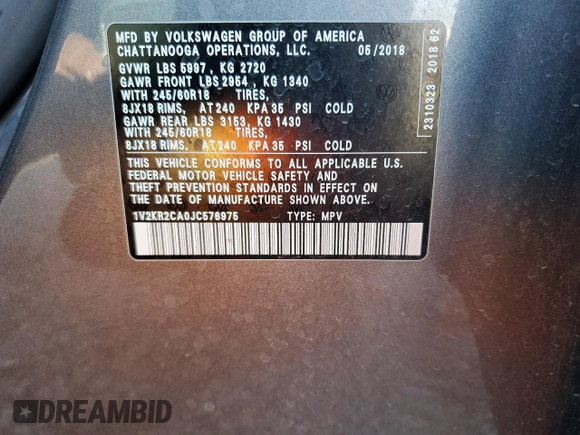 MFD BY VOLKSWAGEN GROUP OF AMERICA
CHATTANOOGA OPERATIONS, LLC. 05/2018
GVWR LBS 5997, KG 2720
GAWR FRONT LBS 2954, KG 1340
WITH 245/60R18 TIRES,
8JX18 RIMS, AT 240 KPA 35 PSI COLD
GAWR REAR LBS 3153, KG 1430
WITH 245/60R18 TIRES,
8JX18 RIMS, AT 240 KPA 35 PSI COLD
THIS VEHICLE CONFORMS TO ALL APPLICABLE U.S.
FEDERAL MOTOR VEHICLE SAFETY AND
THEFT PREVENTION STANDARDS IN EFFECT ON
THE DATE OF MANUFACTURE SHOWN ABOVE.
1V2KR2CA0JC576975 TYPE: MPV
2310323 2018 62
DREAMBID